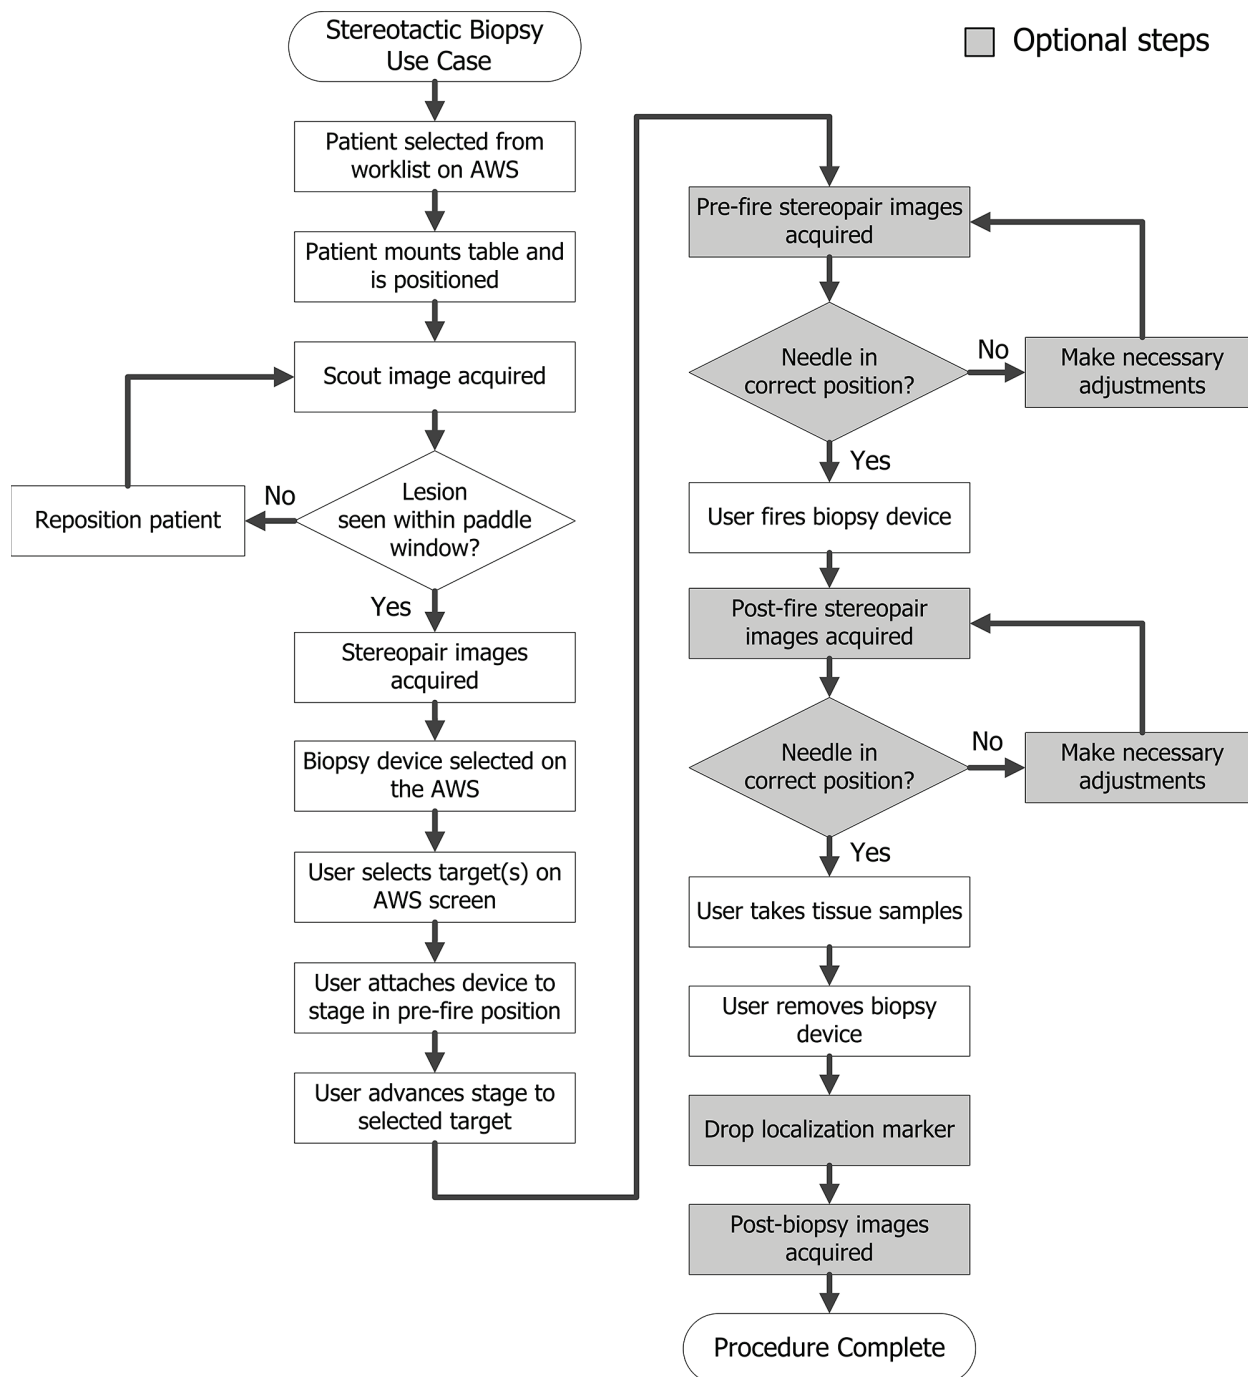 Stereotactic Biopsy
Use Case
Optional steps
Patient selected from
worklist on AWS
Patient mounts table and
is positioned
Scout image acquired
Lesion
seen within paddle
window?
No
Reposition patient
Yes
Stereopair images
acquired
Biopsy device selected on
the AWS
User selects target(s) on
AWS screen
User attaches device to
stage in pre-fire position
User advances stage to
selected target
Pre-fire stereopair images
acquired
Needle in
correct position?
No
Make necessary
adjustments
Yes
User fires biopsy device
Post-fire stereopair
images acquired
Needle in
correct position?
No
Make necessary
adjustments
Yes
User takes tissue samples
User removes biopsy
device
Drop localization marker
Post-biopsy images
acquired
Procedure Complete